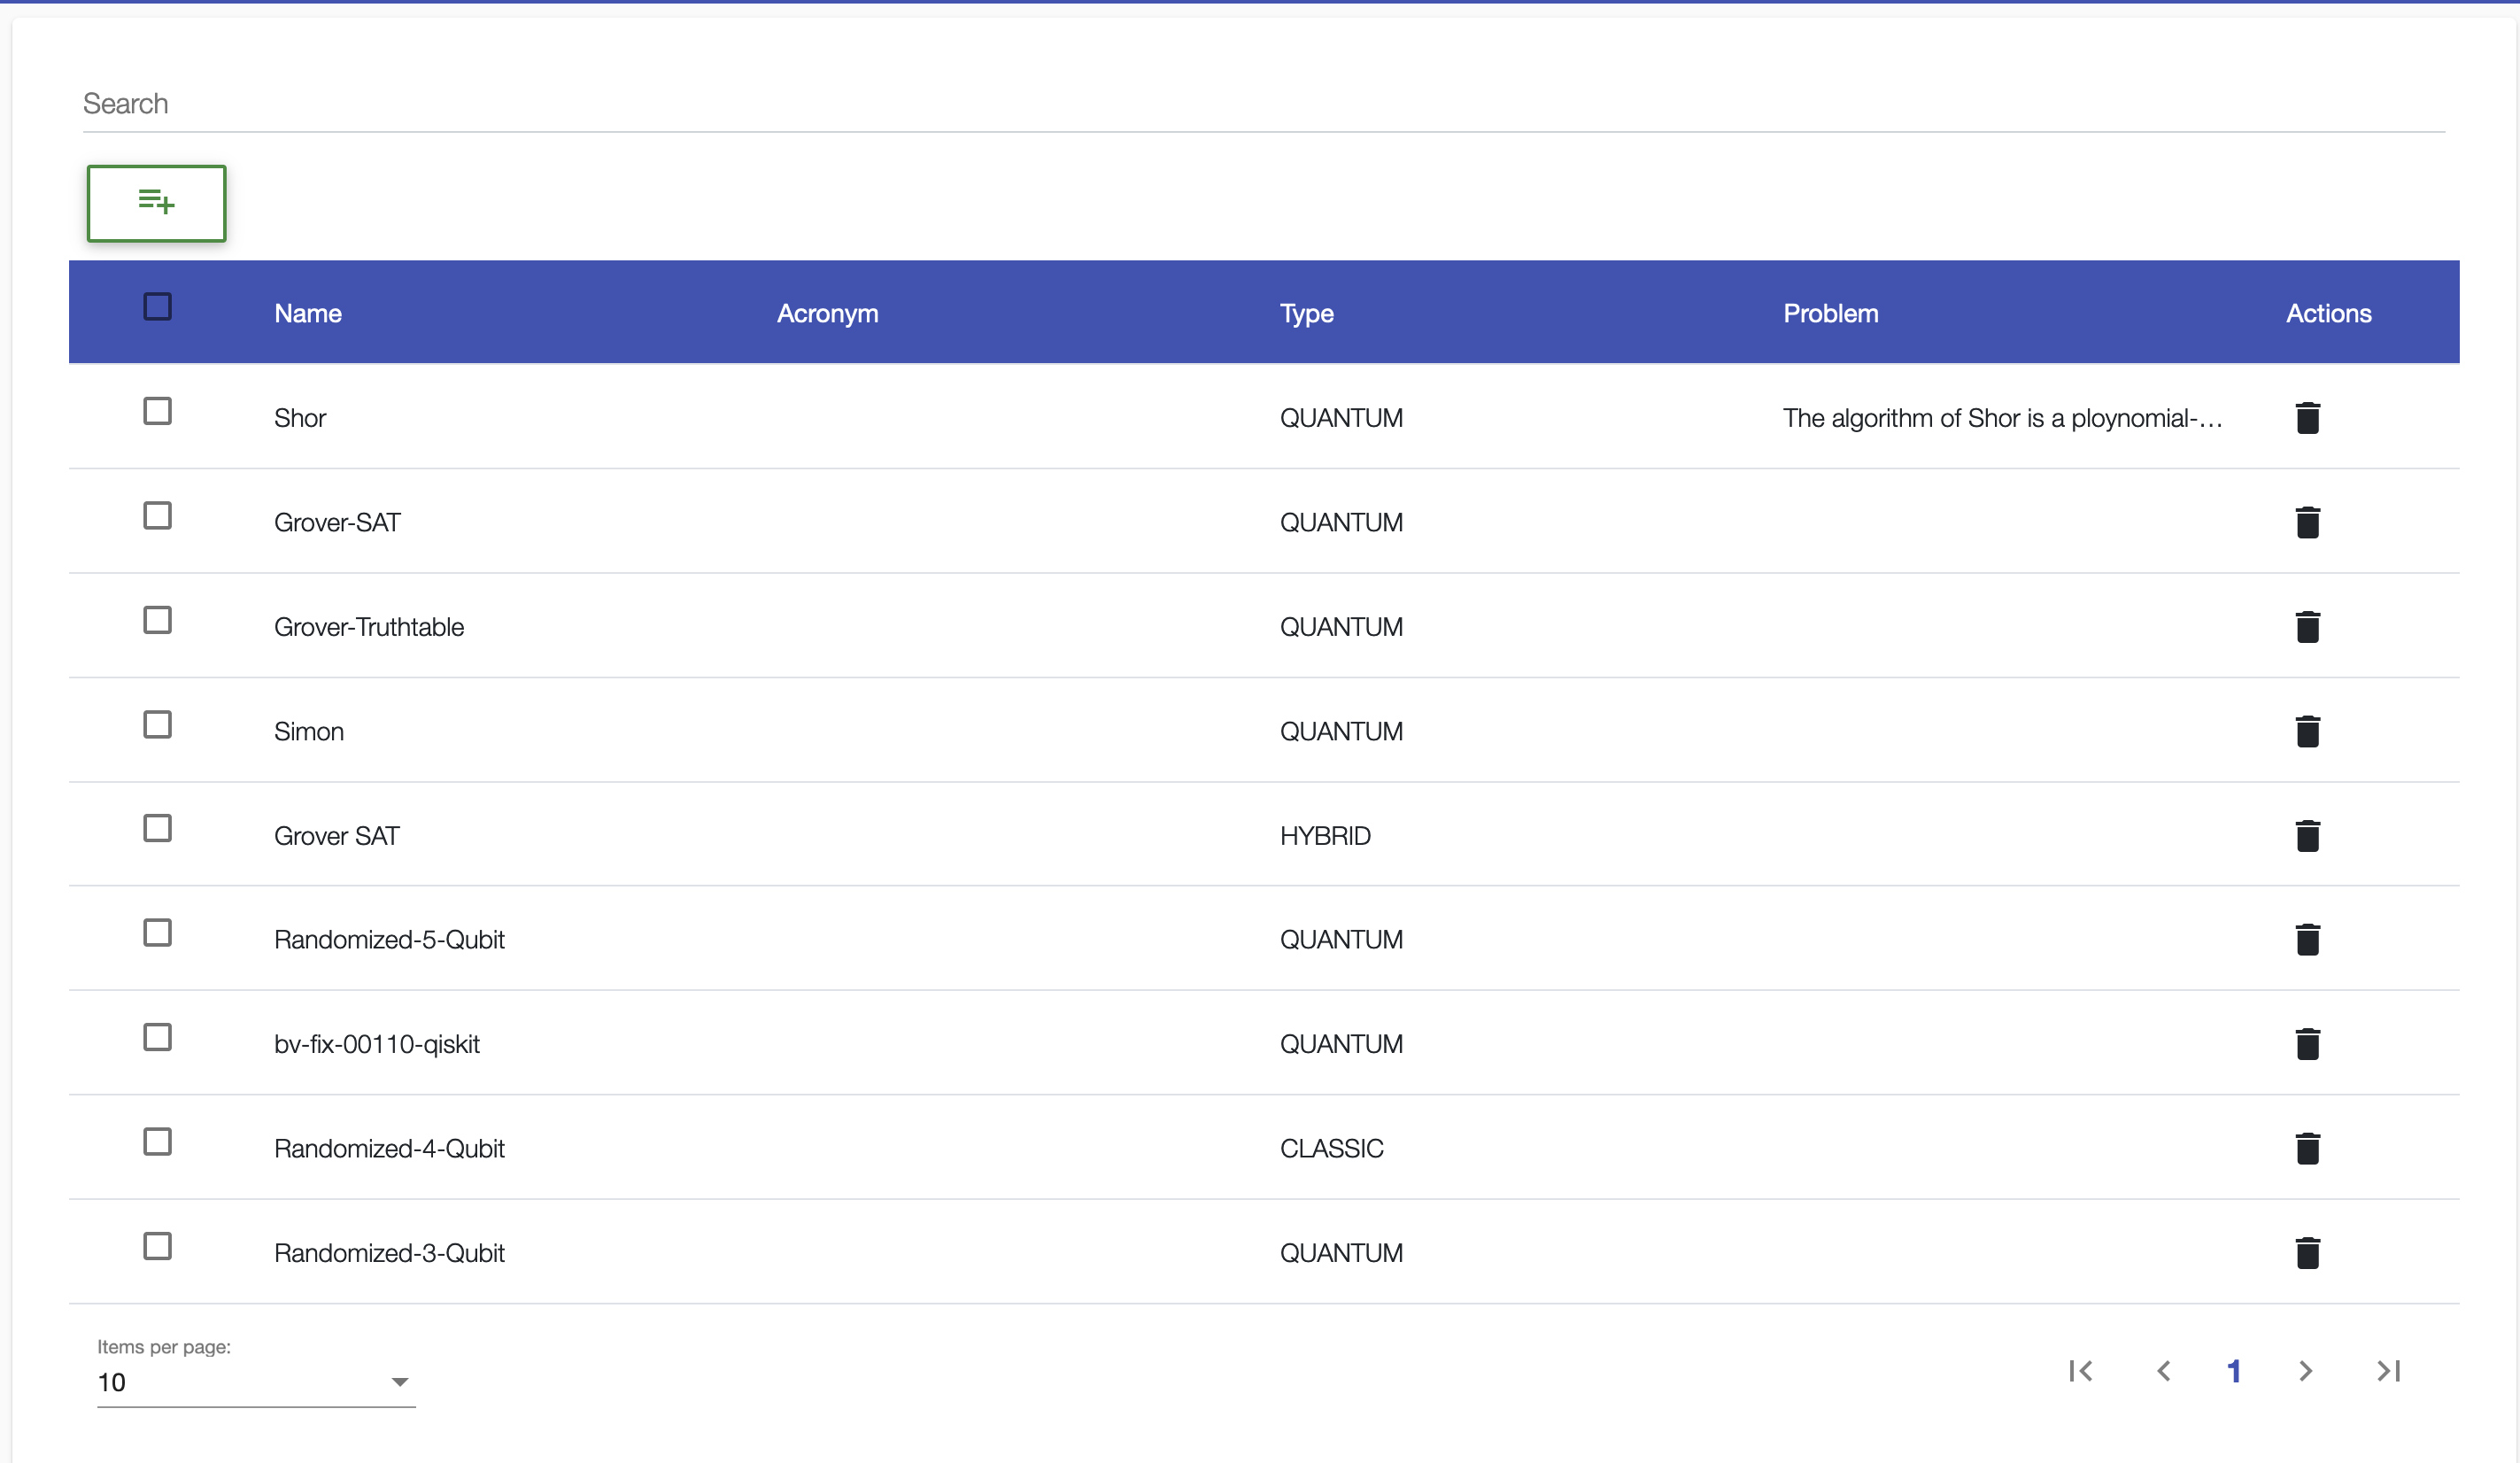 Search
Name Acronym Type Problem Actions
Shor QUANTUM The algorithm of Shor is a ploynomial-...
Grover-SAT QUANTUM
Grover-Truthtable QUANTUM
Simon QUANTUM
Grover SAT HYBRID
Randomized-5-Qubit QUANTUM
bv-fix-00110-qiskit QUANTUM
Randomized-4-Qubit CLASSIC
Randomized-3-Qubit QUANTUM
Items per page:
10
1